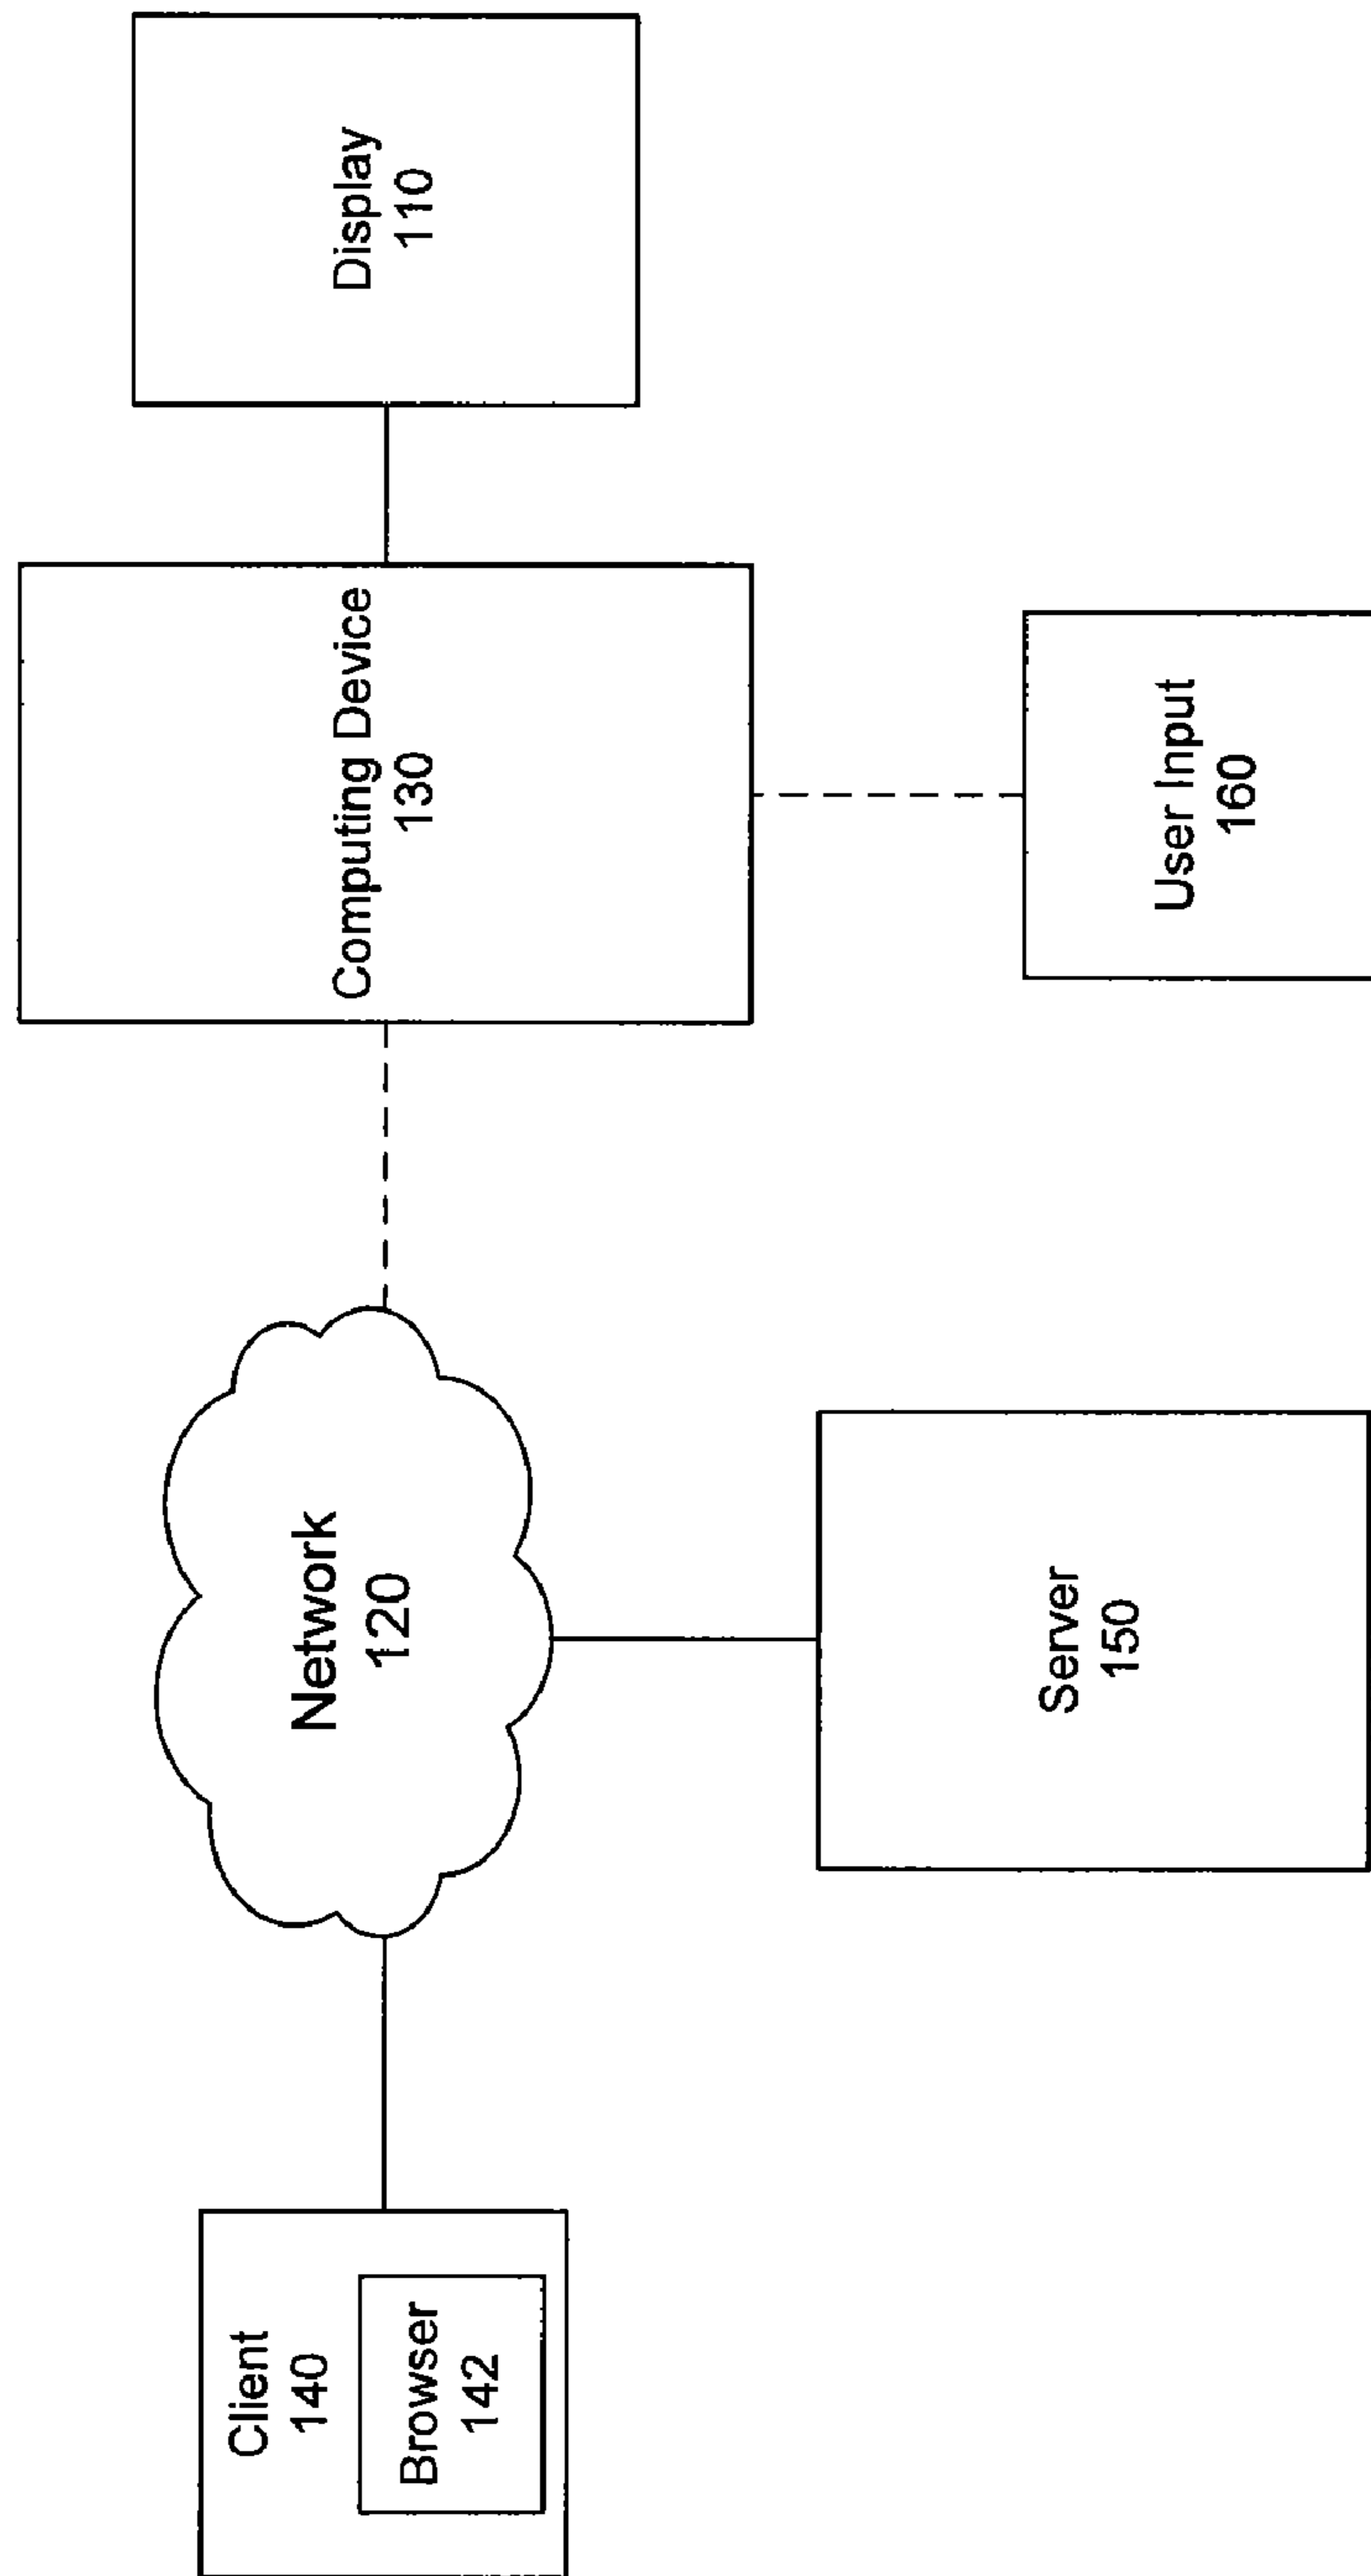 Client
140
Browser
142
Network
120
Server
150
Computing Device
130
User Input
160
Display
110